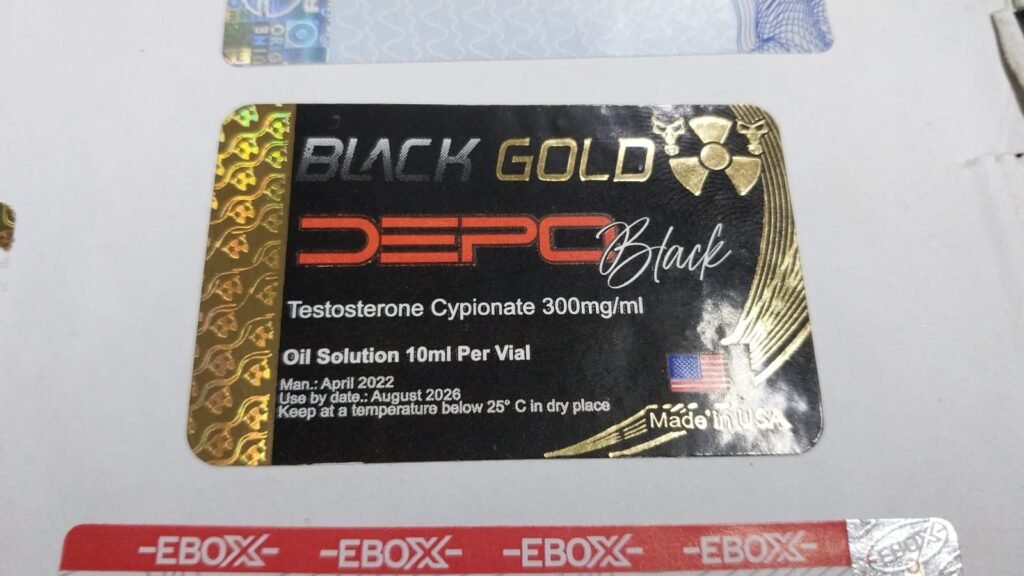 BLACK GOLD
DEPO Black
Testosterone Cypionate 300mg/ml
Oil Solution 10ml Per Vial
Man.: April 2022
Use by date.: August 2026
Keep at a temperature below 25° C in dry place
Made in USA
-EBOX- -EBOX- -EBOX- -EBOX- EBOX